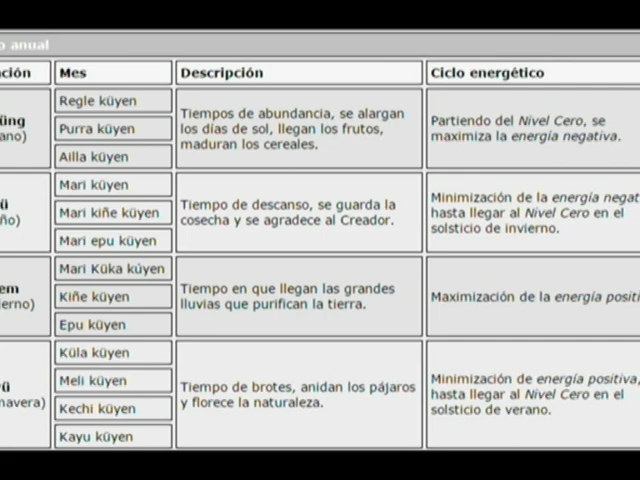 o anual
ción Mes Descripción Ciclo energético
üng
ano)
Regle küyen
Purra küyen
Ailla küyen
Tiempos de abundancia, se alargan
los días de sol, llegan los frutos,
maduran los cereales.
Partiendo del Nivel Cero, se
maximiza la energía negativa.
ü
ño)
Mari küyen
Mari kiñe küyen
Mari epu küyen
Tiempo de descanso, se guarda la
cosecha y se agradece al Creador.
Minimización de la energía negat
hasta llegar al Nivel Cero en el
solsticio de invierno.
em
ierno)
Mari Küka küyen
Kiñe küyen
Epu küyen
Tiempo en que llegan las grandes
lluvias que purifican la tierra.
Maximización de la energía positi
ü
mavera)
Küla küyen
Meli küyen
Kechi küyen
Kayu küyen
Tiempo de brotes, anidan los pájaros
y florece la naturaleza.
Minimización de energía positiva,
hasta llegar al Nivel Cero en el
solsticio de verano.